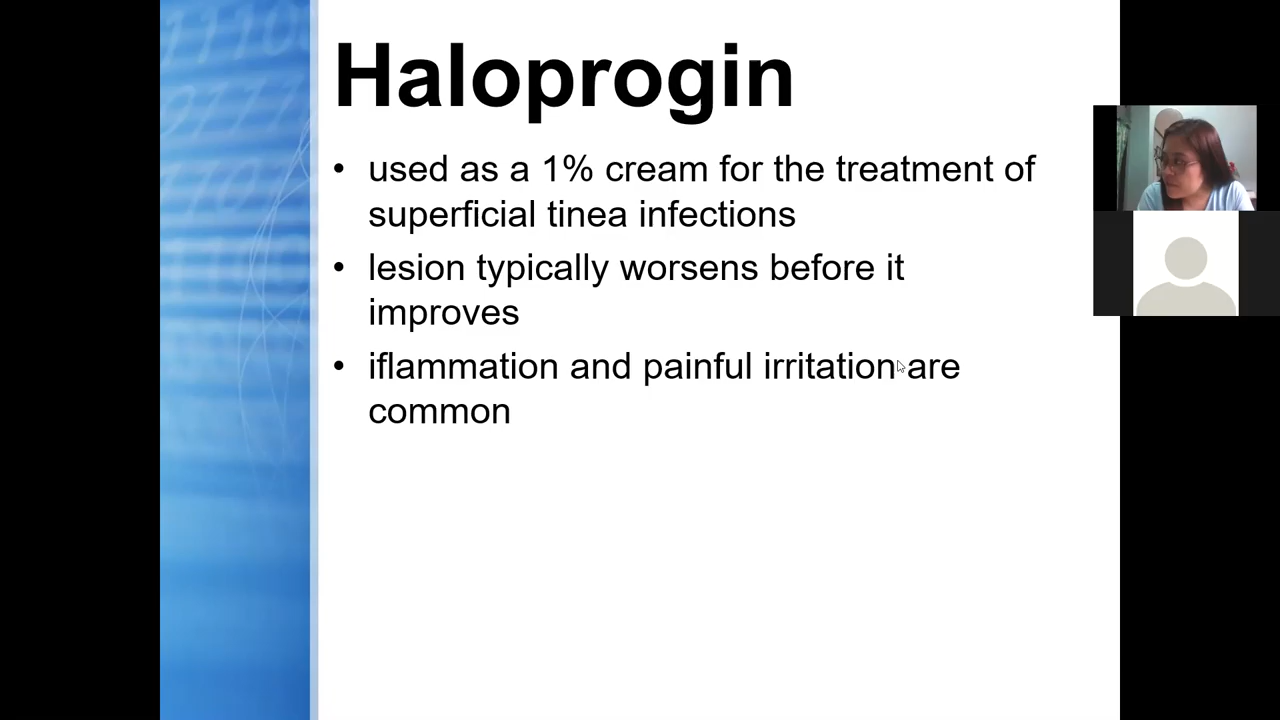 Haloprogin
• used as a 1% cream for the treatment of
superficial tinea infections
• lesion typically worsens before it
improves
• iflammation and painful irritation are
common